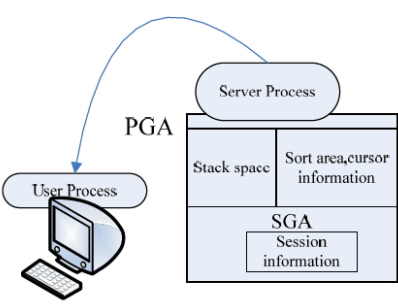 Server Process
PGA
Stack space
Sort area,cursor
information
User Process
SGA
Session
information